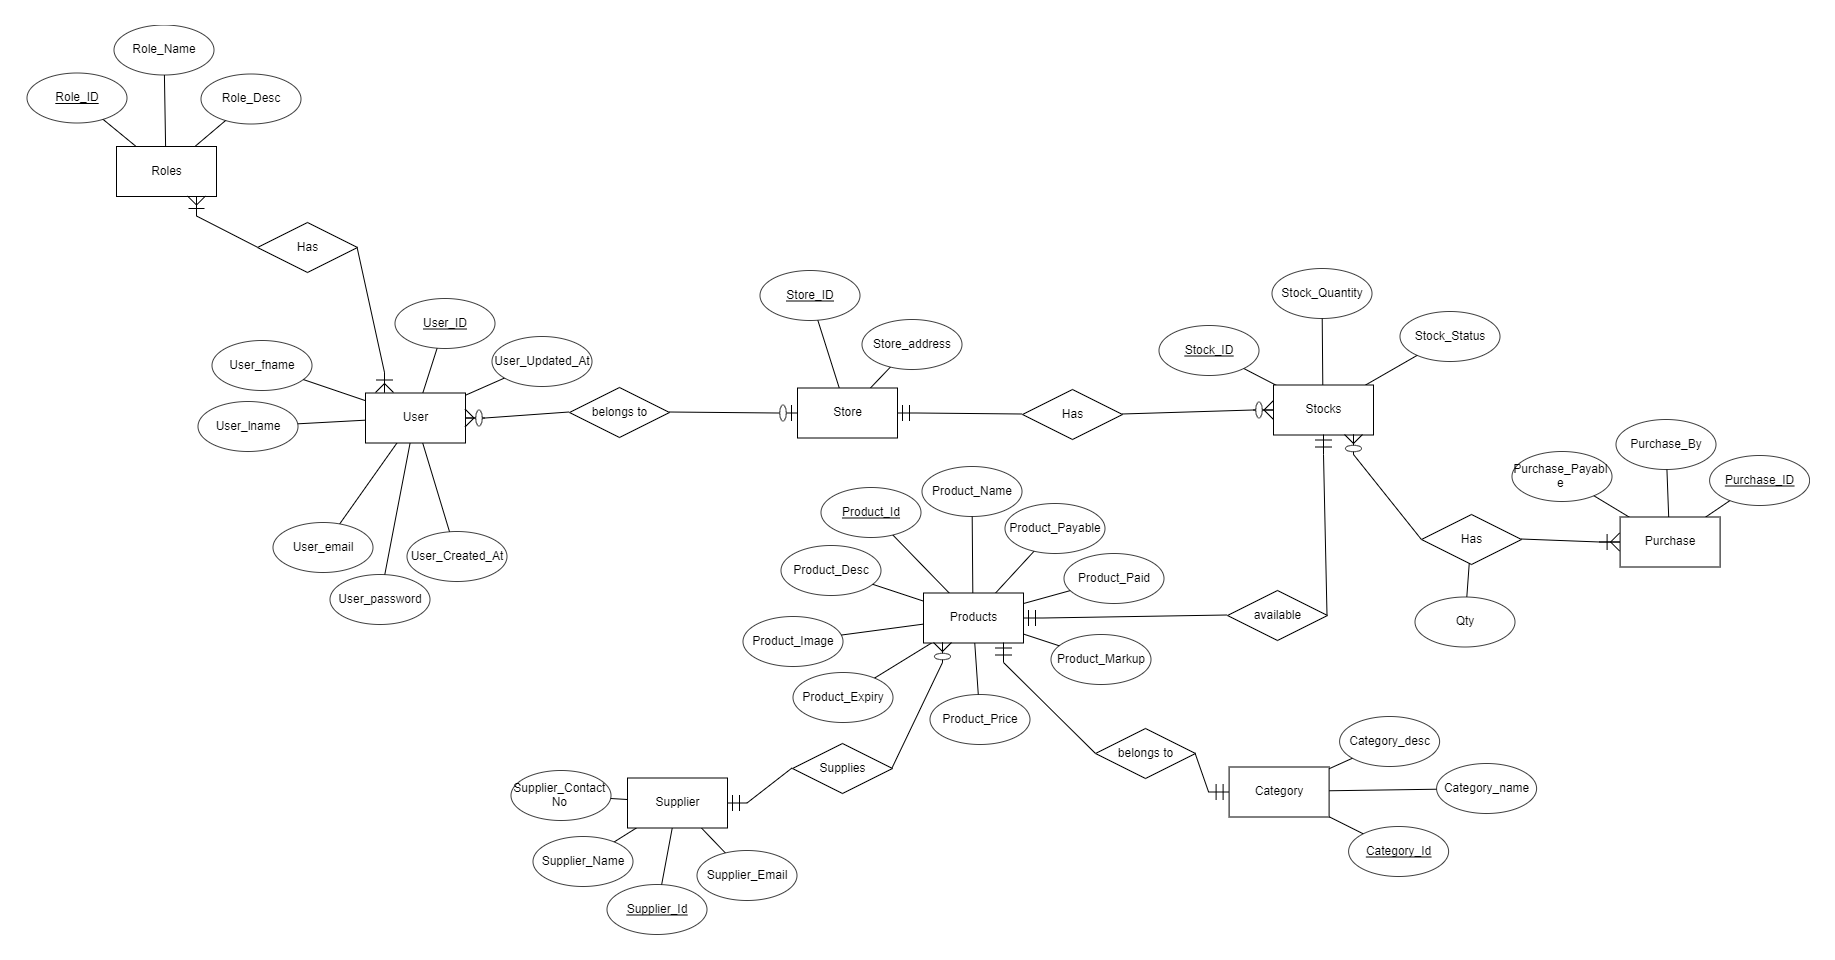 Role_Name
Role_ID
Role_Desc
Roles
Has
User_ID
User_Updated_At
User_fname
User_lname
User
User_email
User_Created_At
User_password
belongs to
Store_ID
Store_address
Store
Has
Stock_Quantity
Stock_Status
Stock_ID
Stocks
Purchase_By
Purchase_Payabl
e
Purchase_ID
Purchase
Has
Qty
Product_Name
Product_Id
Product_Payable
Product_Desc
Product_Paid
Products
available
Product_Image
Product_Markup
Product_Expiry
Product_Price
Supplies
belongs to
Category_desc
Category
Category_name
Category_Id
Supplier_Contact
No
Supplier
Supplier_Name
Supplier_Email
Supplier_Id